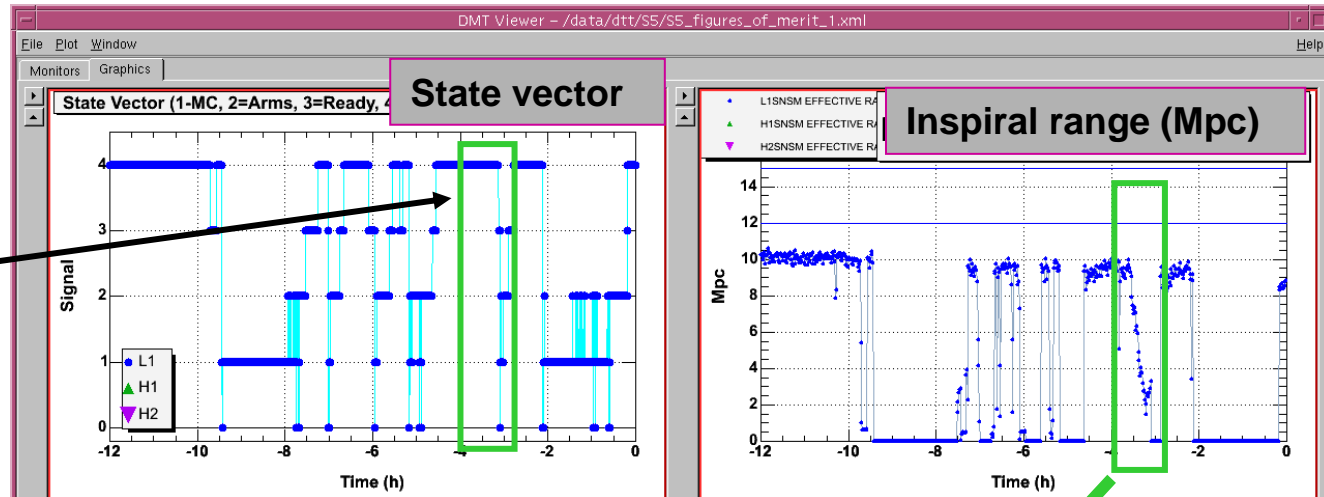 DMT Viewer – /data/dtt/S5/S5_figures_of_merit_1.xml
File Plot Window Help
Monitors Graphics
State Vector (1-MC, 2=Arms, 3=Ready, 4
State vector
4
3
2
1
0
Signal
L1
H1
H2
-12 -10 -8 -6 -4 -2 0
Time (h)
L1SNSM EFFECTIVE RA
H1SNSM EFFECTIVE RA
H2SNSM EFFECTIVE RA
Inspiral range (Mpc)
14
12
10
8
6
4
2
0
Mpc
-12 -10 -8 -6 -4 -2 0
Time (h)